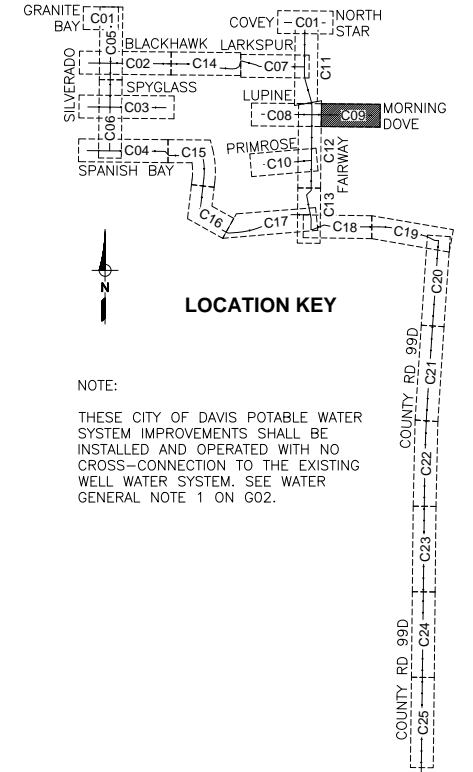 GRANITE
BAY
C01
COVEY
C01
NORTH
STAR
C05
BLACKHAWK
LARKSPUR
SILVERADO
C02
C14
C07
C11
SPYGLASS
C03
LUPINE
C08
C09
MORNING
DOVE
C06
C04
C15
SPANISH BAY
PRIMROSE
C10
C12
FAIRWAY
C13
C16
C17
C18
C19
N
LOCATION KEY
C20
COUNTY RD 99D
C21
NOTE:
THESE CITY OF DAVIS POTABLE WATER
SYSTEM IMPROVEMENTS SHALL BE
INSTALLED AND OPERATED WITH NO
CROSS-CONNECTION TO THE EXISTING
WELL WATER SYSTEM. SEE WATER
GENERAL NOTE 1 ON G02.
C22
C23
C24
COUNTY RD 99D
C25